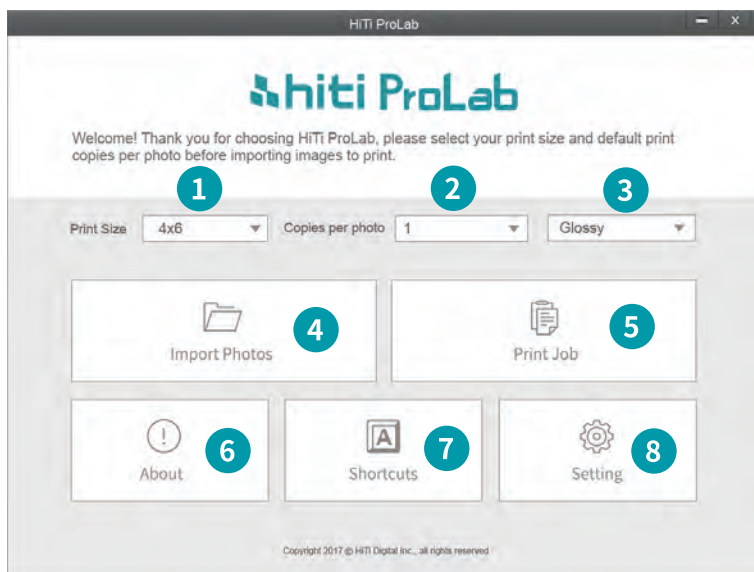 HiTi ProLab
x
hiti ProLab
Welcome! Thank you for choosing HiTi ProLab, please select your print size and default print
copies per photo before importing images to print.
1
2
3
Print Size
4x6
Copies per photo
1
Glossy
4
Import Photos
5
Print Job
6
About
A
7
Shortcuts
8
Setting
Copyright 2017 © HiTi Digital Inc., all rights reserved